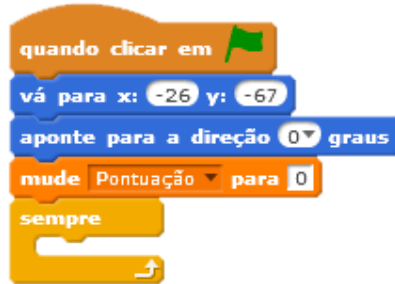 quando clicar em
vá para x: -26 y: -67
aponte para a direção 0 graus
mude Pontuação para 0
sempre